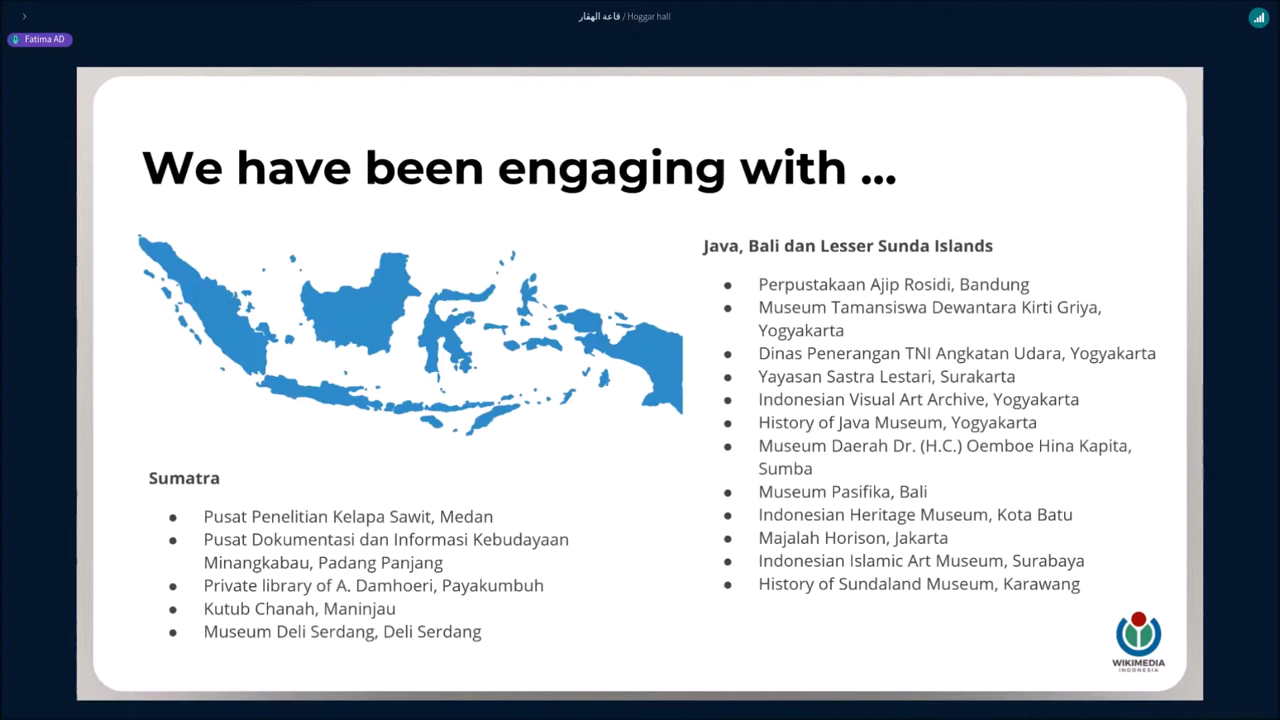 قاعة الهڨار / Hoggar hall
Fatima AD
We have been engaging with ...
Sumatra
● Pusat Penelitian Kelapa Sawit, Medan
● Pusat Dokumentasi dan Informasi Kebudayaan
Minangkabau, Padang Panjang
● Private library of A. Damhoeri, Payakumbuh
● Kutub Chanah, Maninjau
● Museum Deli Serdang, Deli Serdang
Java, Bali dan Lesser Sunda Islands
● Perpustakaan Ajip Rosidi, Bandung
● Museum Tamansiswa Dewantara Kirti Griya,
Yogyakarta
● Dinas Penerangan TNI Angkatan Udara, Yogyakarta
● Yayasan Sastra Lestari, Surakarta
● Indonesian Visual Art Archive, Yogyakarta
● History of Java Museum, Yogyakarta
● Museum Daerah Dr. (H.C.) Oemboe Hina Kapita,
Sumba
● Museum Pasifika, Bali
● Indonesian Heritage Museum, Kota Batu
● Majalah Horison, Jakarta
● Indonesian Islamic Art Museum, Surabaya
● History of Sundaland Museum, Karawang
WIKIMEDIA
INDONESIA